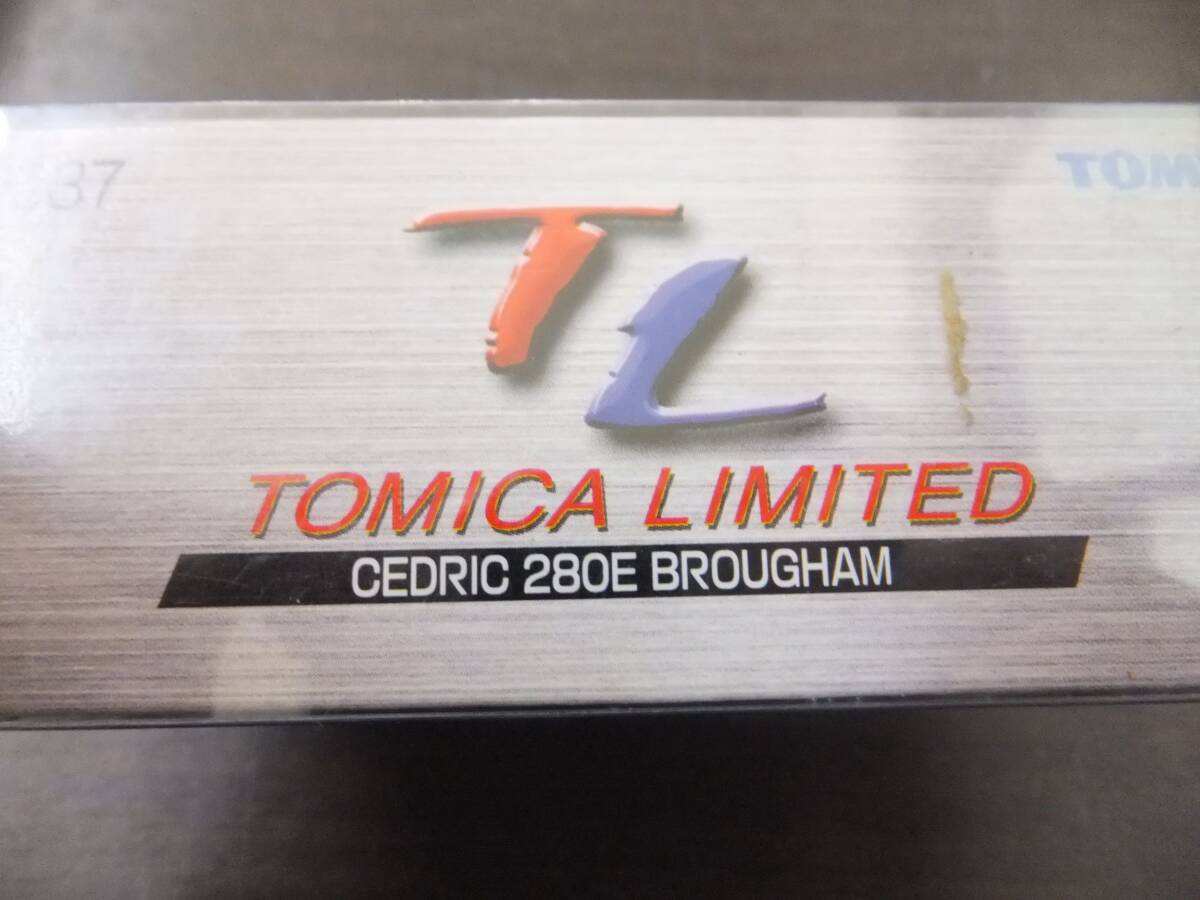 37
TOM
TL
TOMICA LIMITED
CEDRIC 280E BROUGHAM